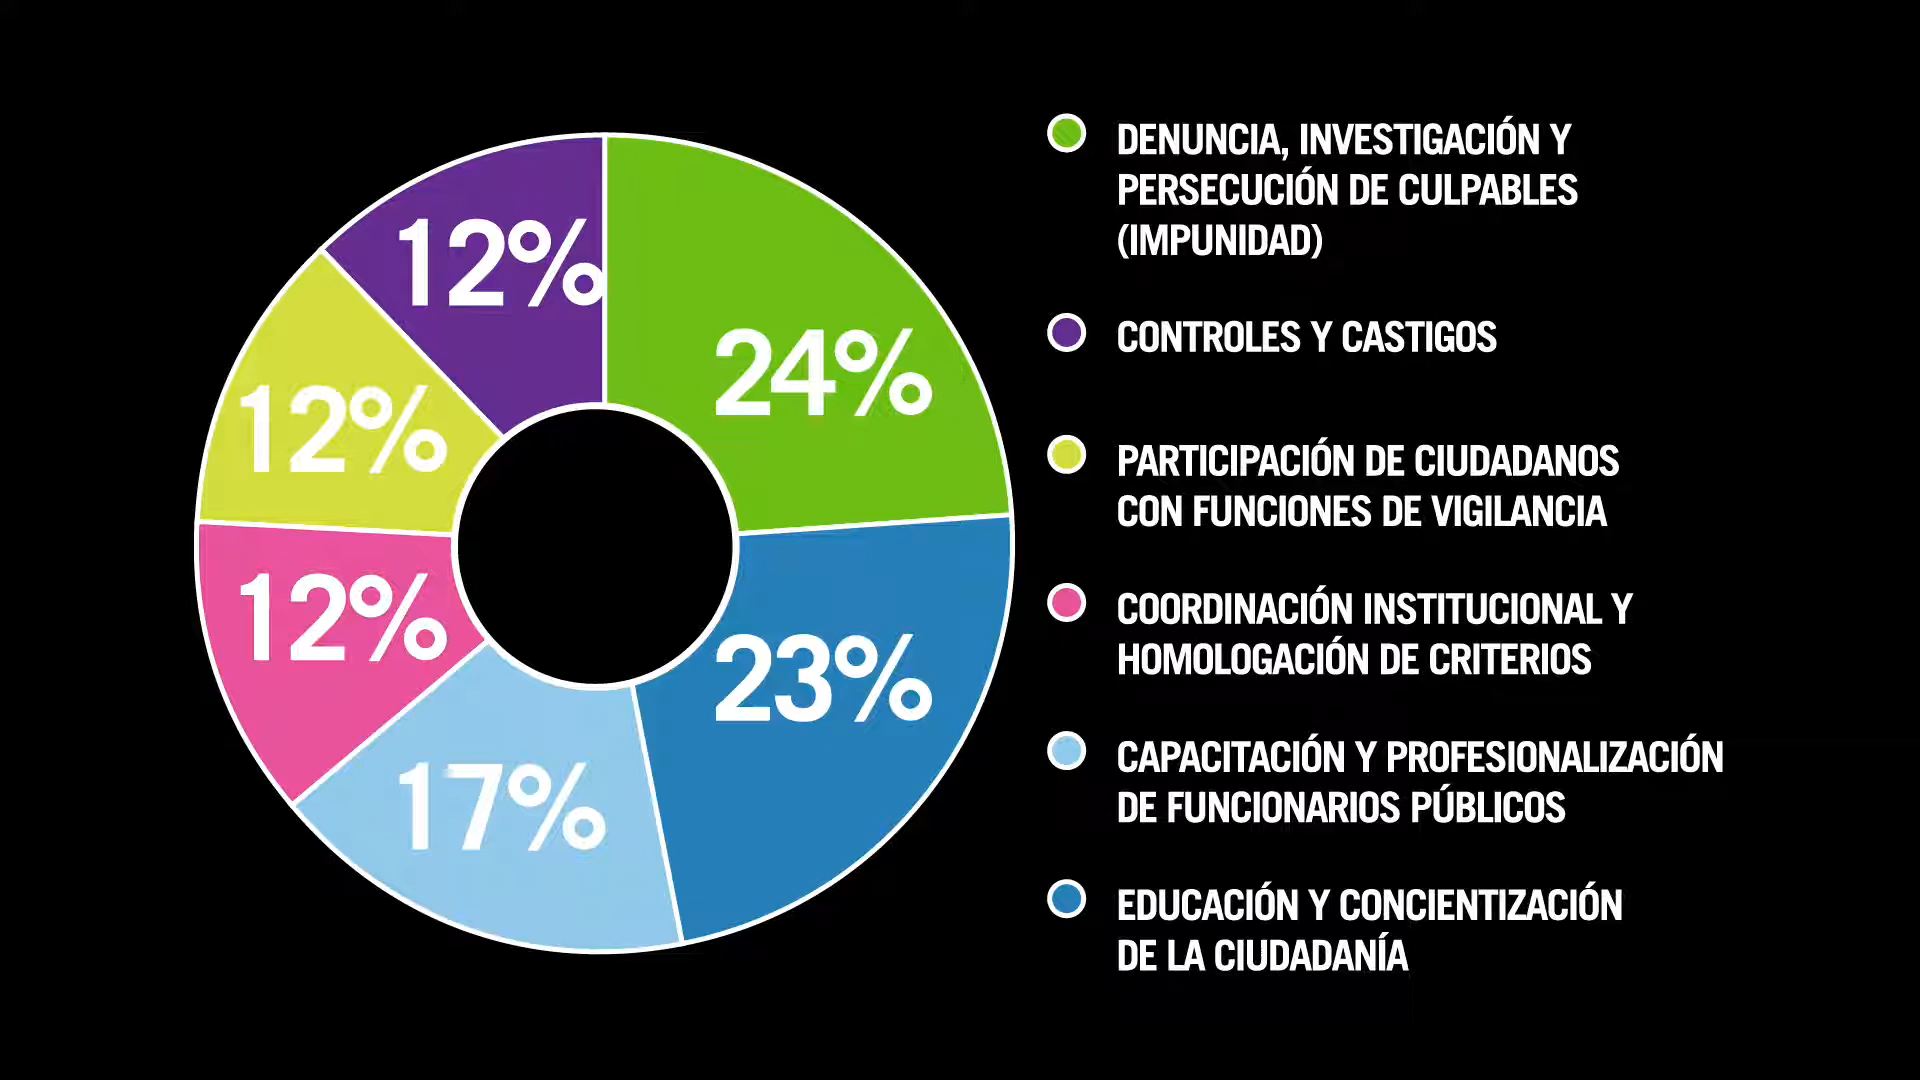 12%
24%
12%
12%
23%
17%
DENUNCIA, INVESTIGACIÓN Y
PERSECUCIÓN DE CULPABLES
(IMPUNIDAD)
CONTROLES Y CASTIGOS
PARTICIPACIÓN DE CIUDADANOS
CON FUNCIONES DE VIGILANCIA
COORDINACIÓN INSTITUCIONAL Y
HOMOLOGACIÓN DE CRITERIOS
CAPACITACIÓN Y PROFESIONALIZACIÓN
DE FUNCIONARIOS PÚBLICOS
EDUCACIÓN Y CONCIENTIZACIÓN
DE LA CIUDADANÍA